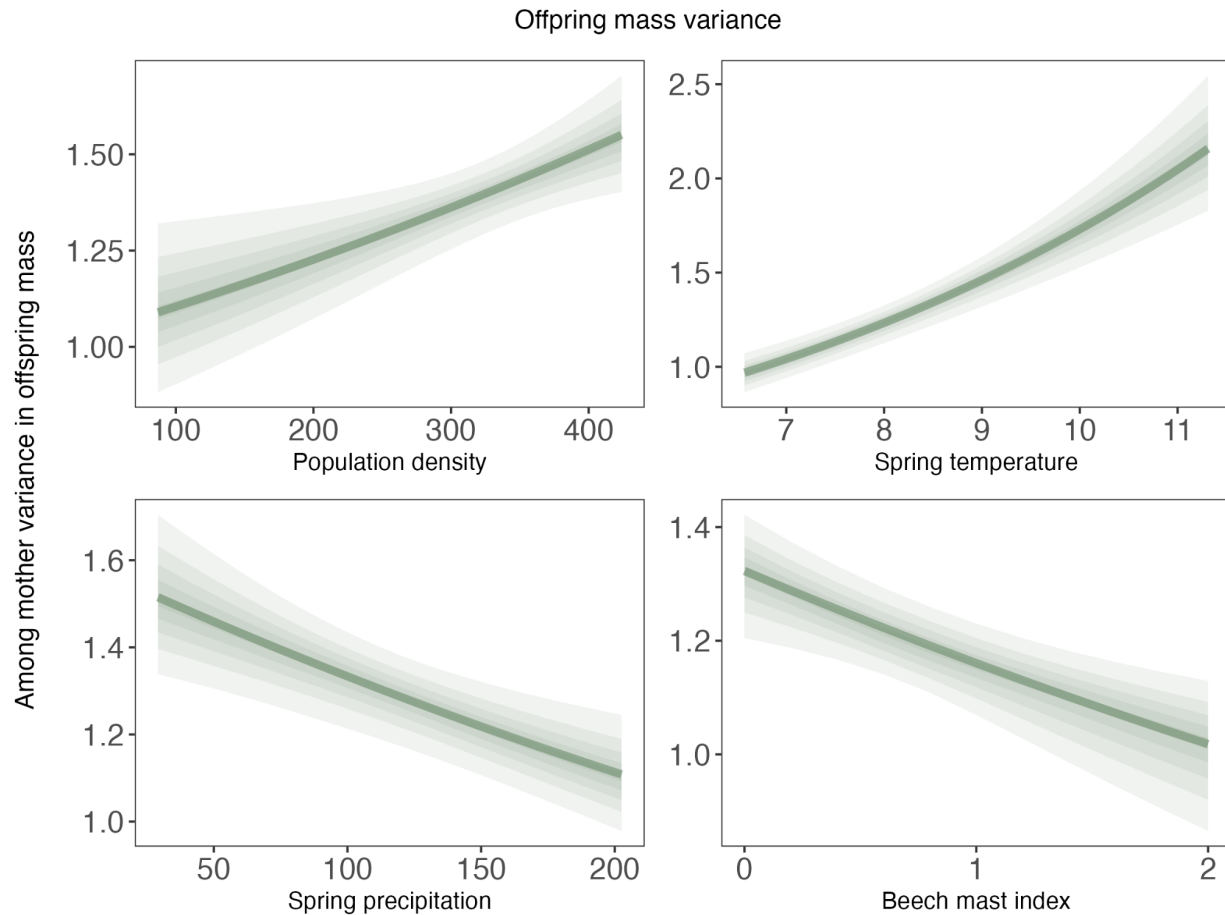 Offspring mass variance
Among mother variance in offspring mass
1.50
1.25
1.00
100 200 300 400
Population density
2.5
2.0
1.5
1.0
7 8 9 10 11
Spring temperature
1.6
1.4
1.2
1.0
50 100 150 200
Spring precipitation
1.4
1.2
1.0
0 1 2
Beech mast index